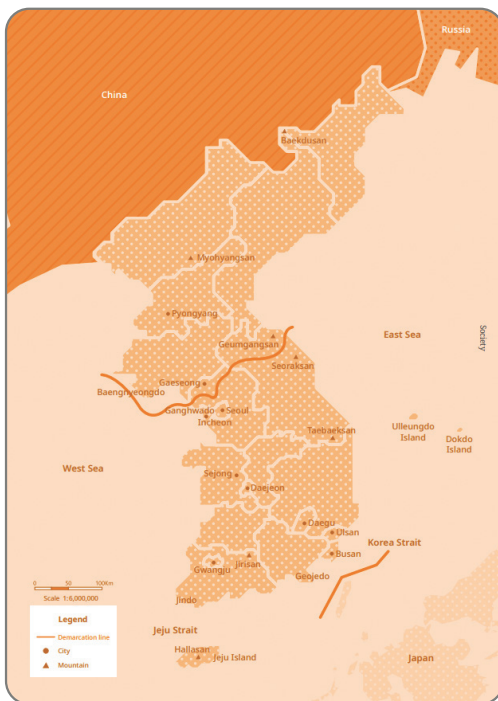 Russia
China
Baekdusan
Myohyangsan
Pyongyang
East Sea
Society
Geumgangsan
Seoraksan
Gaeseong
Baenghyeongdo
Ganghwado
Seoul
Incheon
Ulleungdo
Island
Dokdo
Island
Taebaeksan
West Sea
Sejong
Daejeon
Daegu
Ulsan
Korea Strait
Busan
Jirisan
Gwangju
Geojedo
0 50 100Km
Scale 1:6,000,000
Jindo
Legend
Demarcation line
City
Mountain
Jeju Strait
Hallasan
Jeju Island
Japan